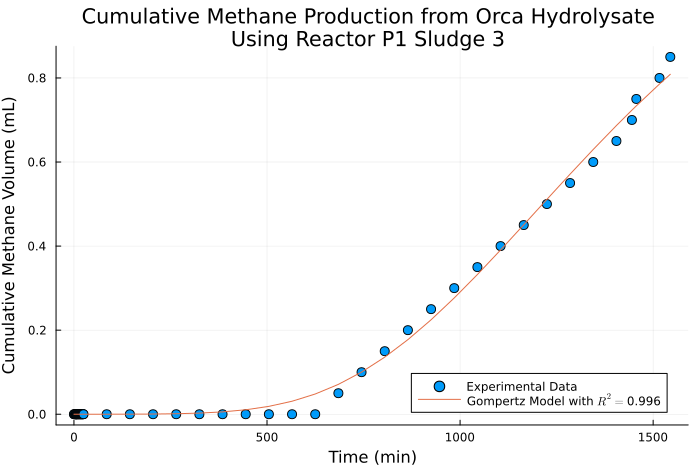 Cumulative Methane Production from Orca Hydrolysate
Using Reactor P1 Sludge 3
Cumulative Methane Volume (mL)
0.8
0.6
0.4
0.2
0.0
0 500 1000 1500
Time (min)
Experimental Data
Gompertz Model with R² = 0.996